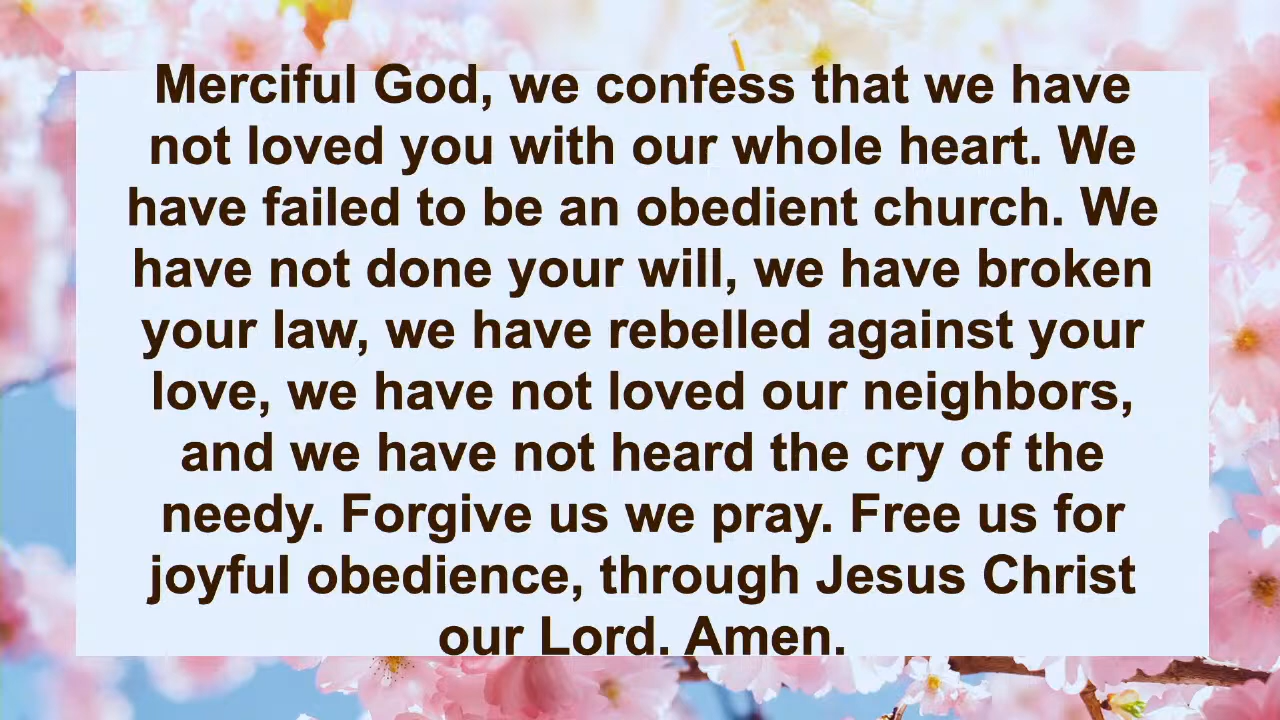 Merciful God, we confess that we have
not loved you with our whole heart. We
have failed to be an obedient church. We
have not done your will, we have broken
your law, we have rebelled against your
love, we have not loved our neighbors,
and we have not heard the cry of the
needy. Forgive us we pray. Free us for
joyful obedience, through Jesus Christ
our Lord. Amen.